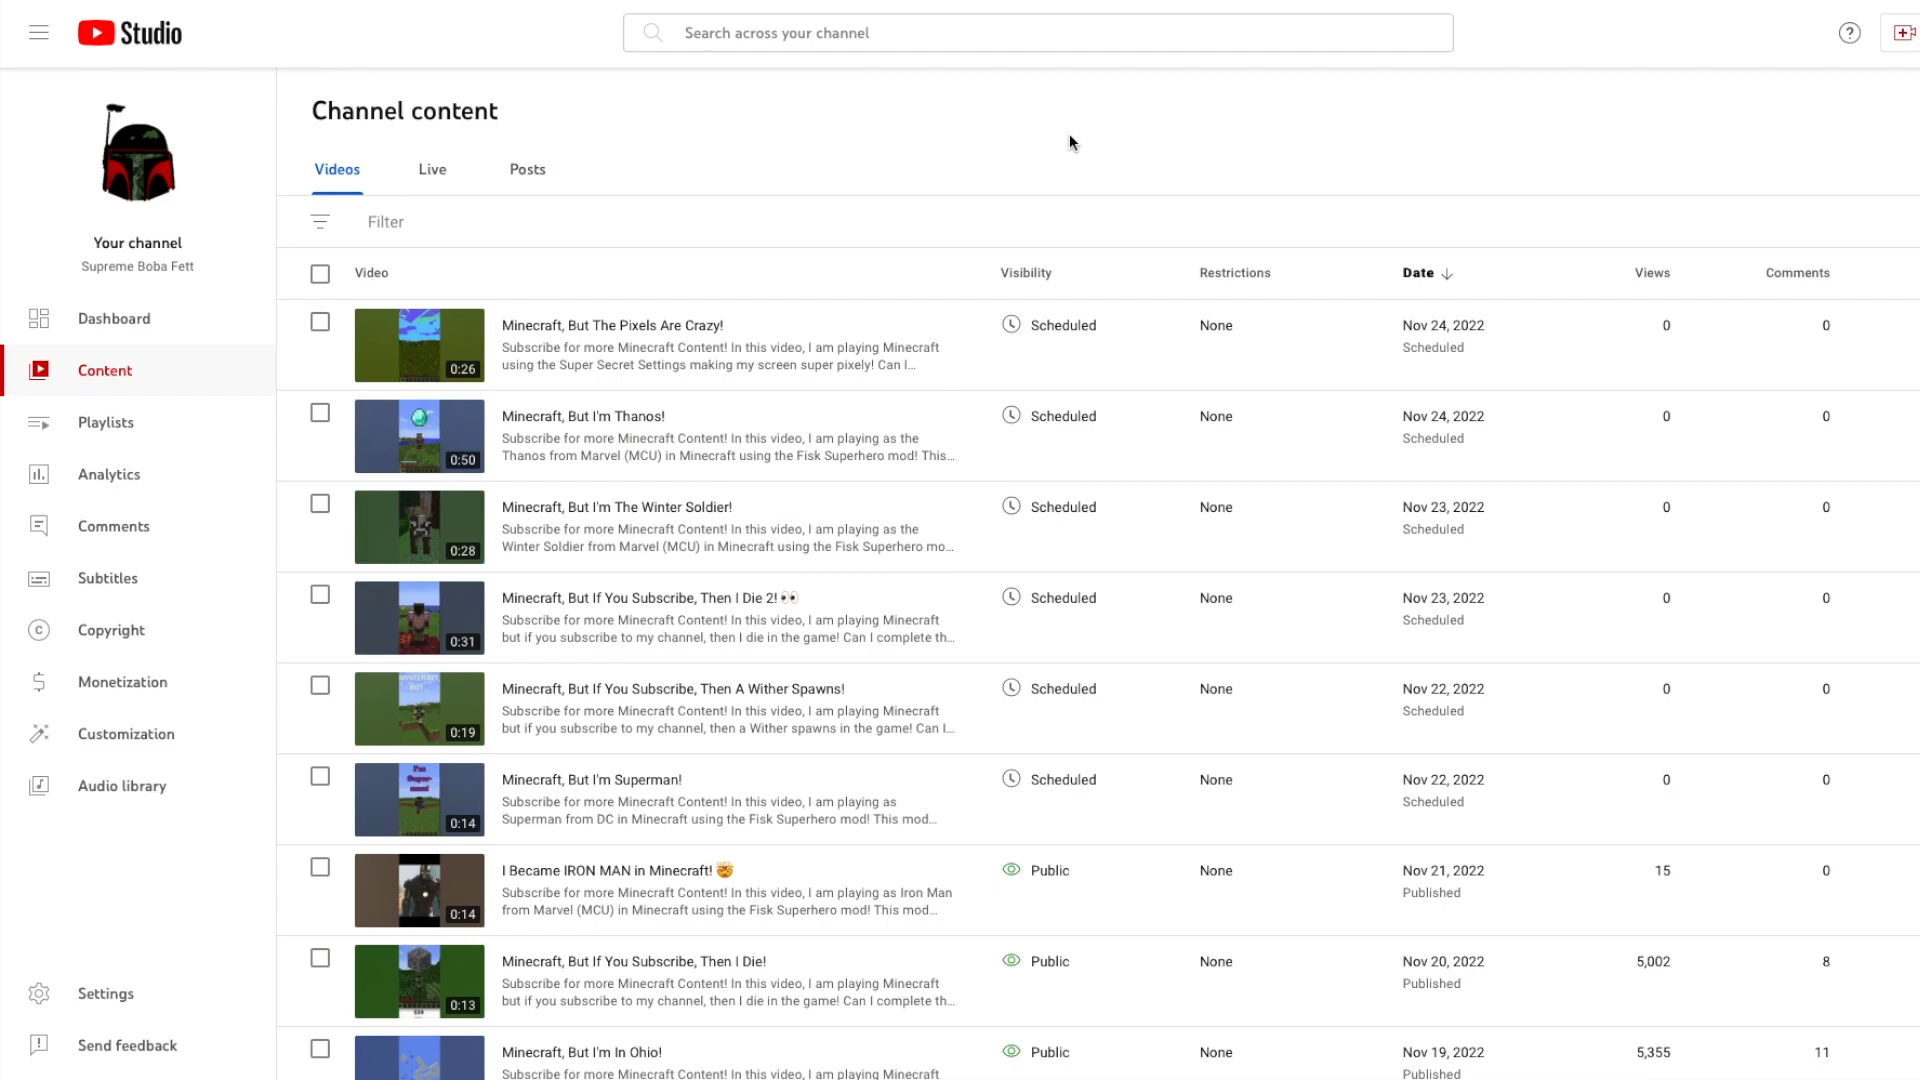 Studio
Search across your channel
Channel content
Videos Live Posts
Your channel
Supreme Boba Fett
Dashboard
Content
Playlists
Analytics
Comments
Subtitles
Copyright
Monetization
Customization
Audio library
Settings
Send feedback
Filter
Video Visibility Restrictions Date Views Comments
Minecraft, But The Pixels Are Crazy! Scheduled None Nov 24, 2022 0 0
Subscribe for more Minecraft Content! In this video, I am playing Minecraft Scheduled
using the Super Secret Settings making my screen super pixely! Can I...
0:26
Minecraft, But I'm Thanos! Scheduled None Nov 24, 2022 0 0
Subscribe for more Minecraft Content! In this video, I am playing as the Scheduled
Thanos from Marvel (MCU) in Minecraft using the Fisk Superhero mod! This...
0:50
Minecraft, But I'm The Winter Soldier! Scheduled None Nov 23, 2022 0 0
Subscribe for more Minecraft Content! In this video, I am playing as the Scheduled
Winter Soldier from Marvel (MCU) in Minecraft using the Fisk Superhero mo...
0:28
Minecraft, But If You Subscribe, Then I Die 2! 👀 Scheduled None Nov 23, 2022 0 0
Subscribe for more Minecraft Content! In this video, I am playing Minecraft Scheduled
but if you subscribe to my channel, then I die in the game! Can I complete th...
0:31
Minecraft, But If You Subscribe, Then A Wither Spawns! Scheduled None Nov 22, 2022 0 0
Subscribe for more Minecraft Content! In this video, I am playing Minecraft Scheduled
but if you subscribe to my channel, then a Wither spawns in the game! Can I...
MINECRAFT,
BUT
0:19
Minecraft, But I'm Superman! Scheduled None Nov 22, 2022 0 0
Subscribe for more Minecraft Content! In this video, I am playing as Scheduled
Superman from DC in Minecraft using the Fisk Superhero mod! This mod...
I'm
Super-
man!
0:14
I Became IRON MAN in Minecraft! 🤯 Public None Nov 21, 2022 15 0
Subscribe for more Minecraft Content! In this video, I am playing as Iron Man Published
from Marvel (MCU) in Minecraft using the Fisk Superhero mod! This mod...
0:14
Minecraft, But If You Subscribe, Then I Die! Public None Nov 20, 2022 5,002 8
Subscribe for more Minecraft Content! In this video, I am playing Minecraft Published
but if you subscribe to my channel, then I die in the game! Can I complete th...
0:13
Minecraft, But I'm In Ohio! Public None Nov 19, 2022 5,355 11
Subscribe for more Minecraft Content! In this video, I am playing Minecraft Published